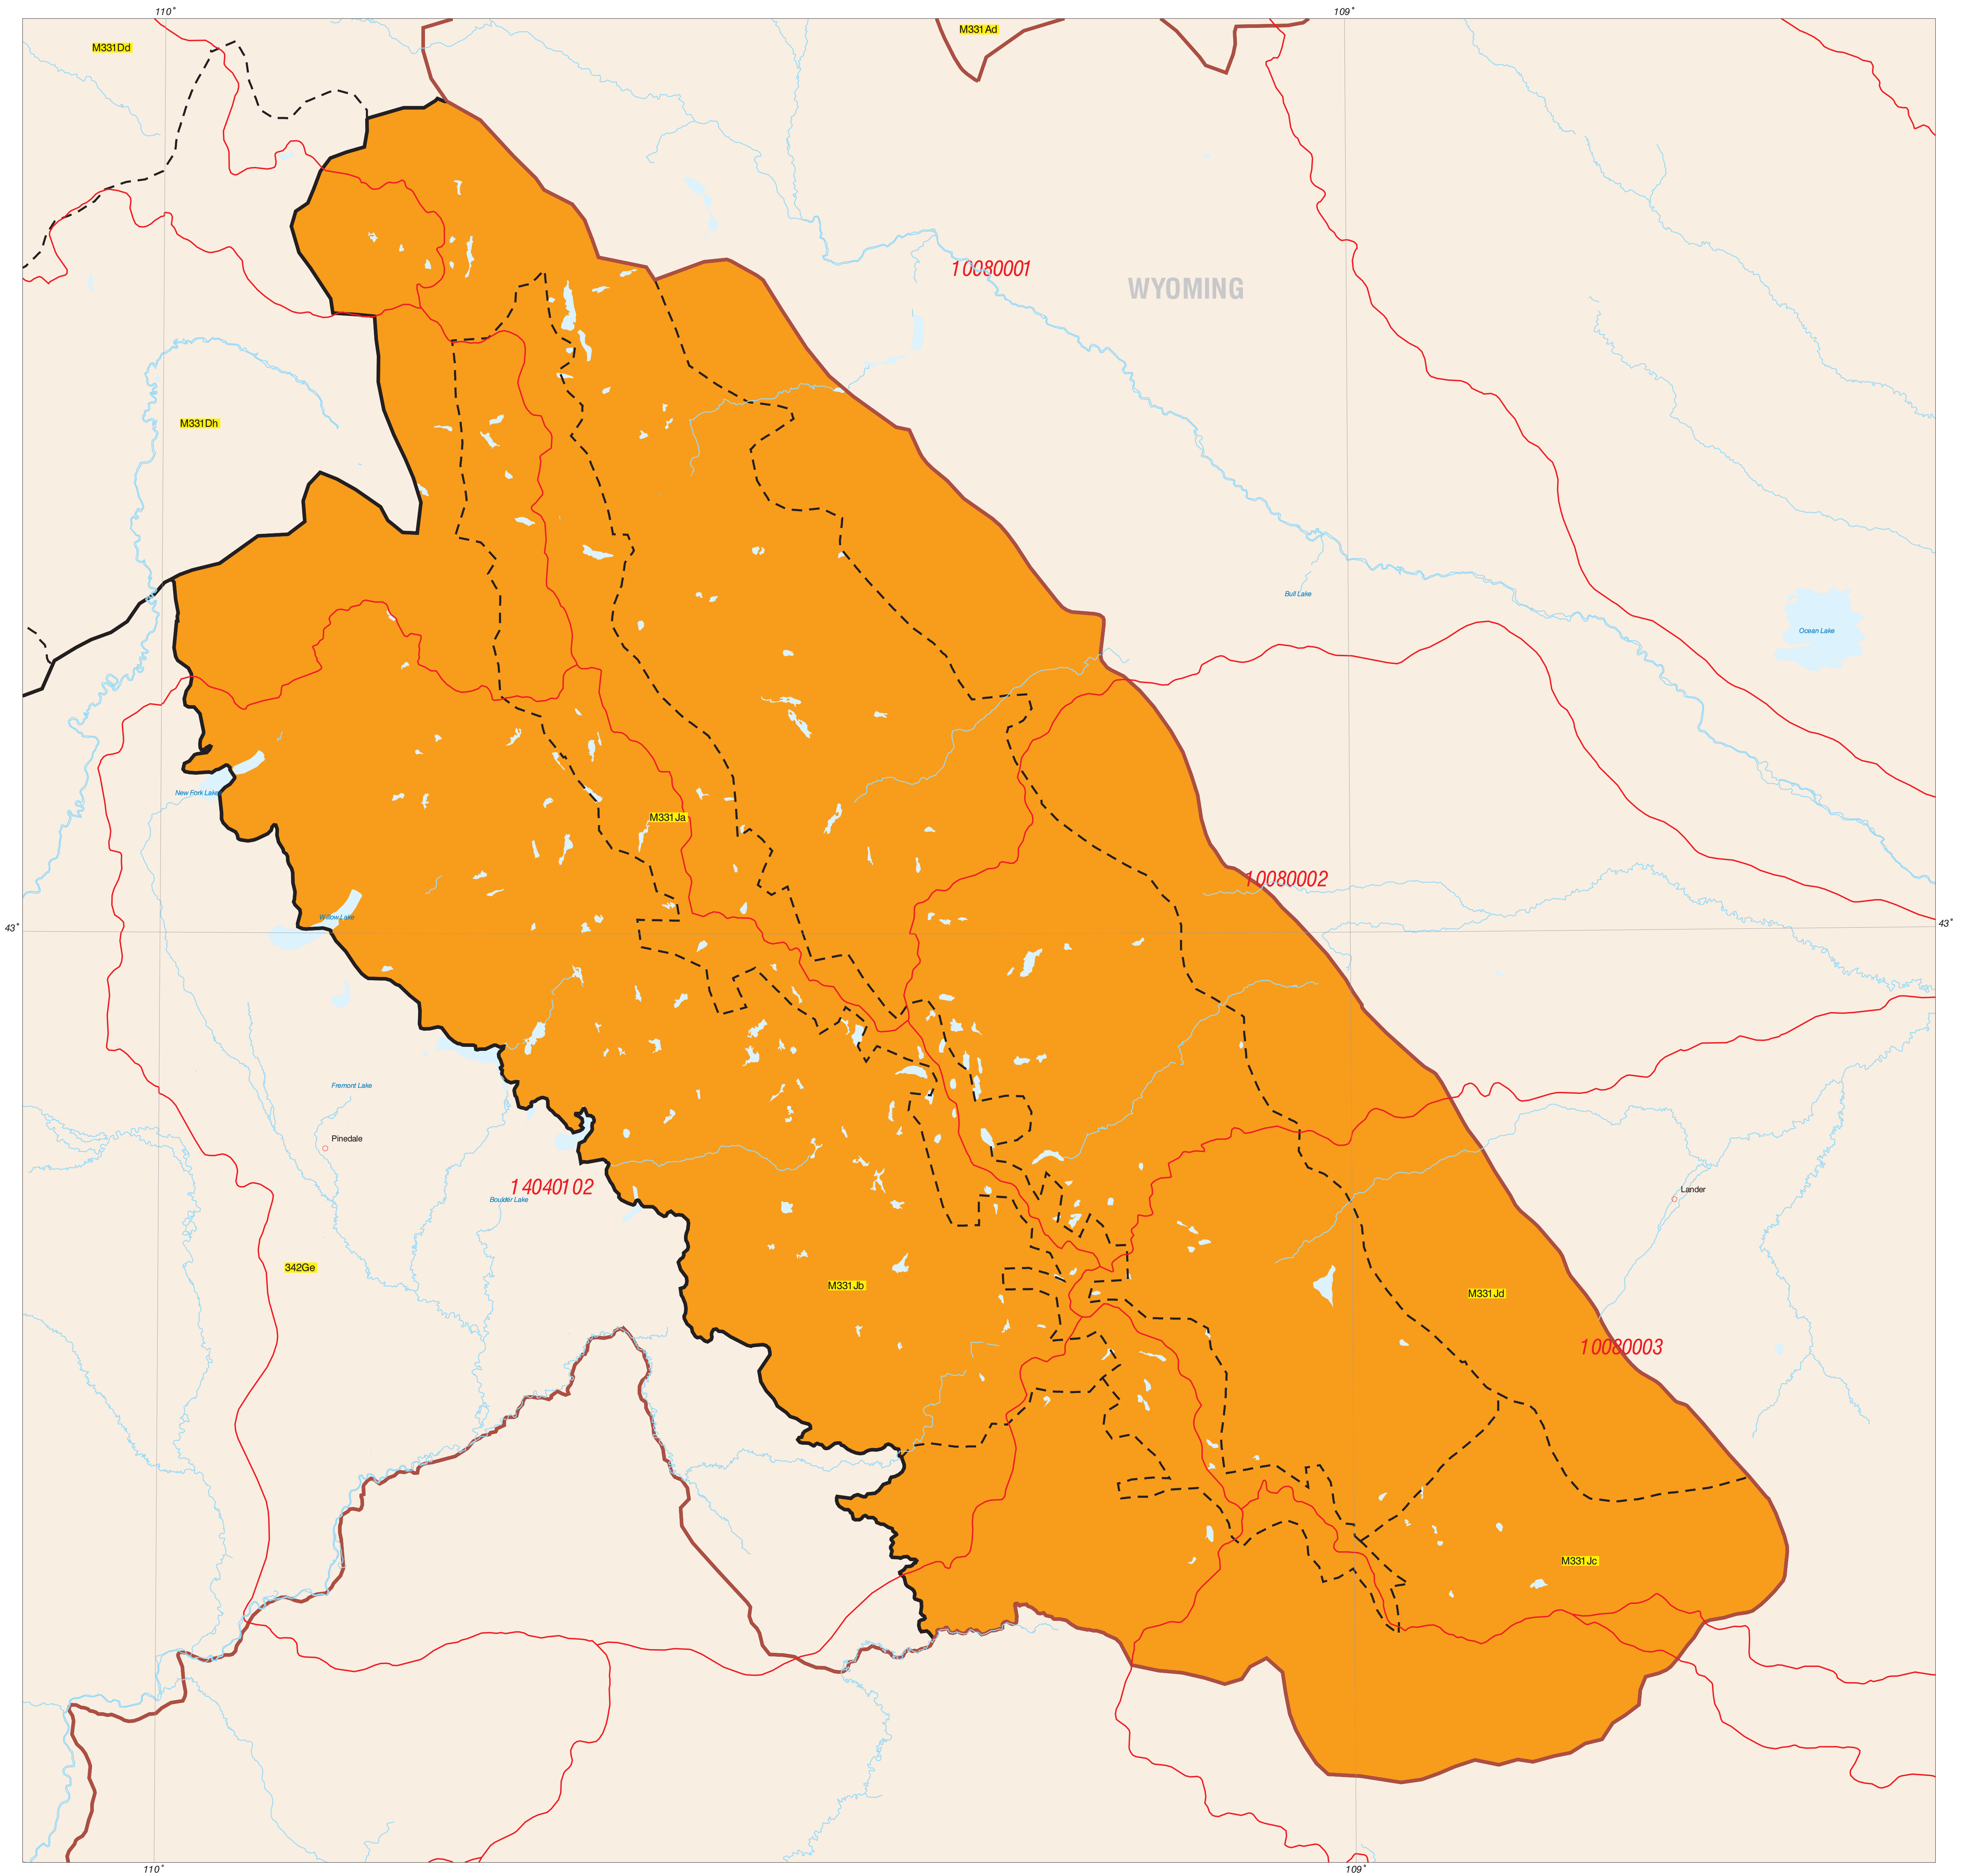 110°
109°
M331Ad
M331Dd
10080001
WYOMING
M331Dh
Bull Lake
Ocean Lake
New Fork Lake
M331Ja
10080002
Willow Lake
43°
43°
Fremont Lake
Pinedale
14040102
Boulder Lake
Lander
342Ge
M331Jb
M331Jd
10080003
M331Jc
110°
109°